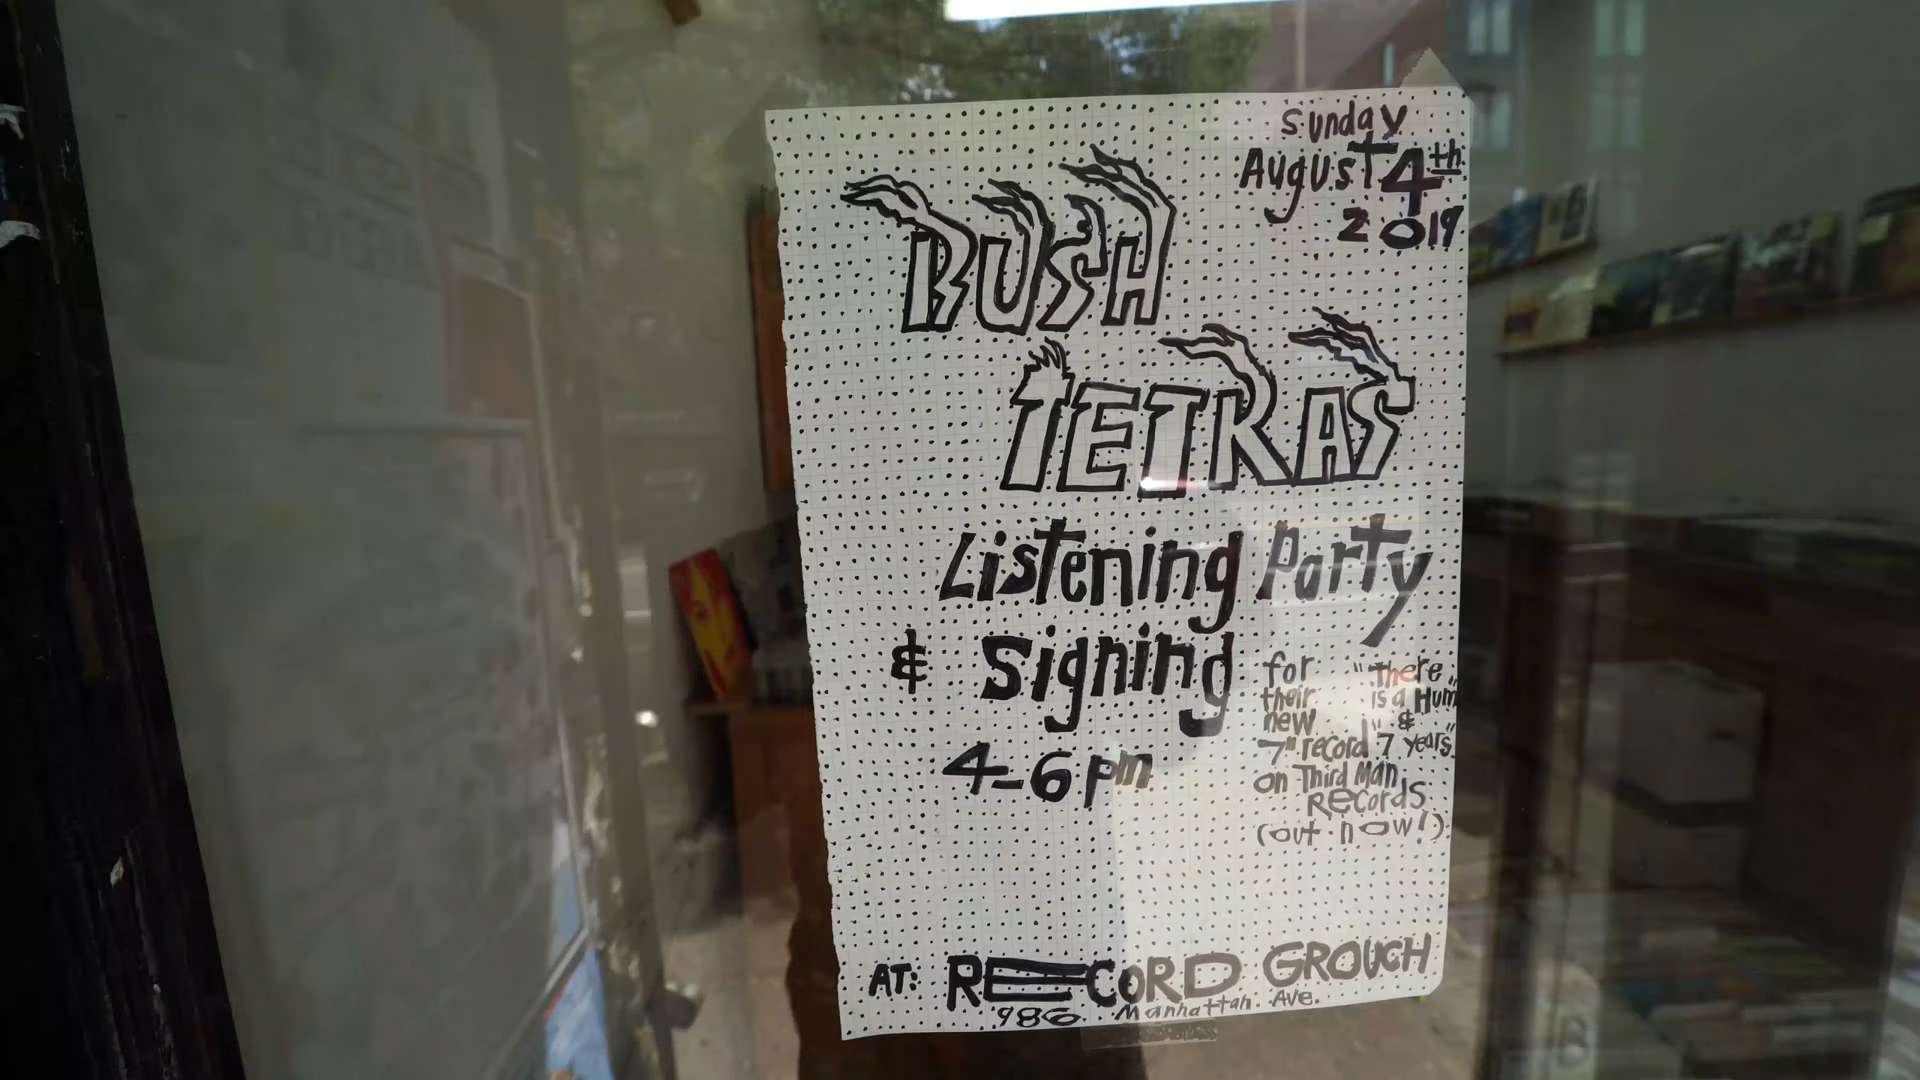 Sunday
August 4th
2019
BUSH
TETRAS
Listening Party
& Signing
4-6pm
for
their
new
7" record
on Third Man
Records
(out now!)
"There
is a Hum"
&
7 years"
AT: RECORD GROUCH
986 Manhattan Ave.